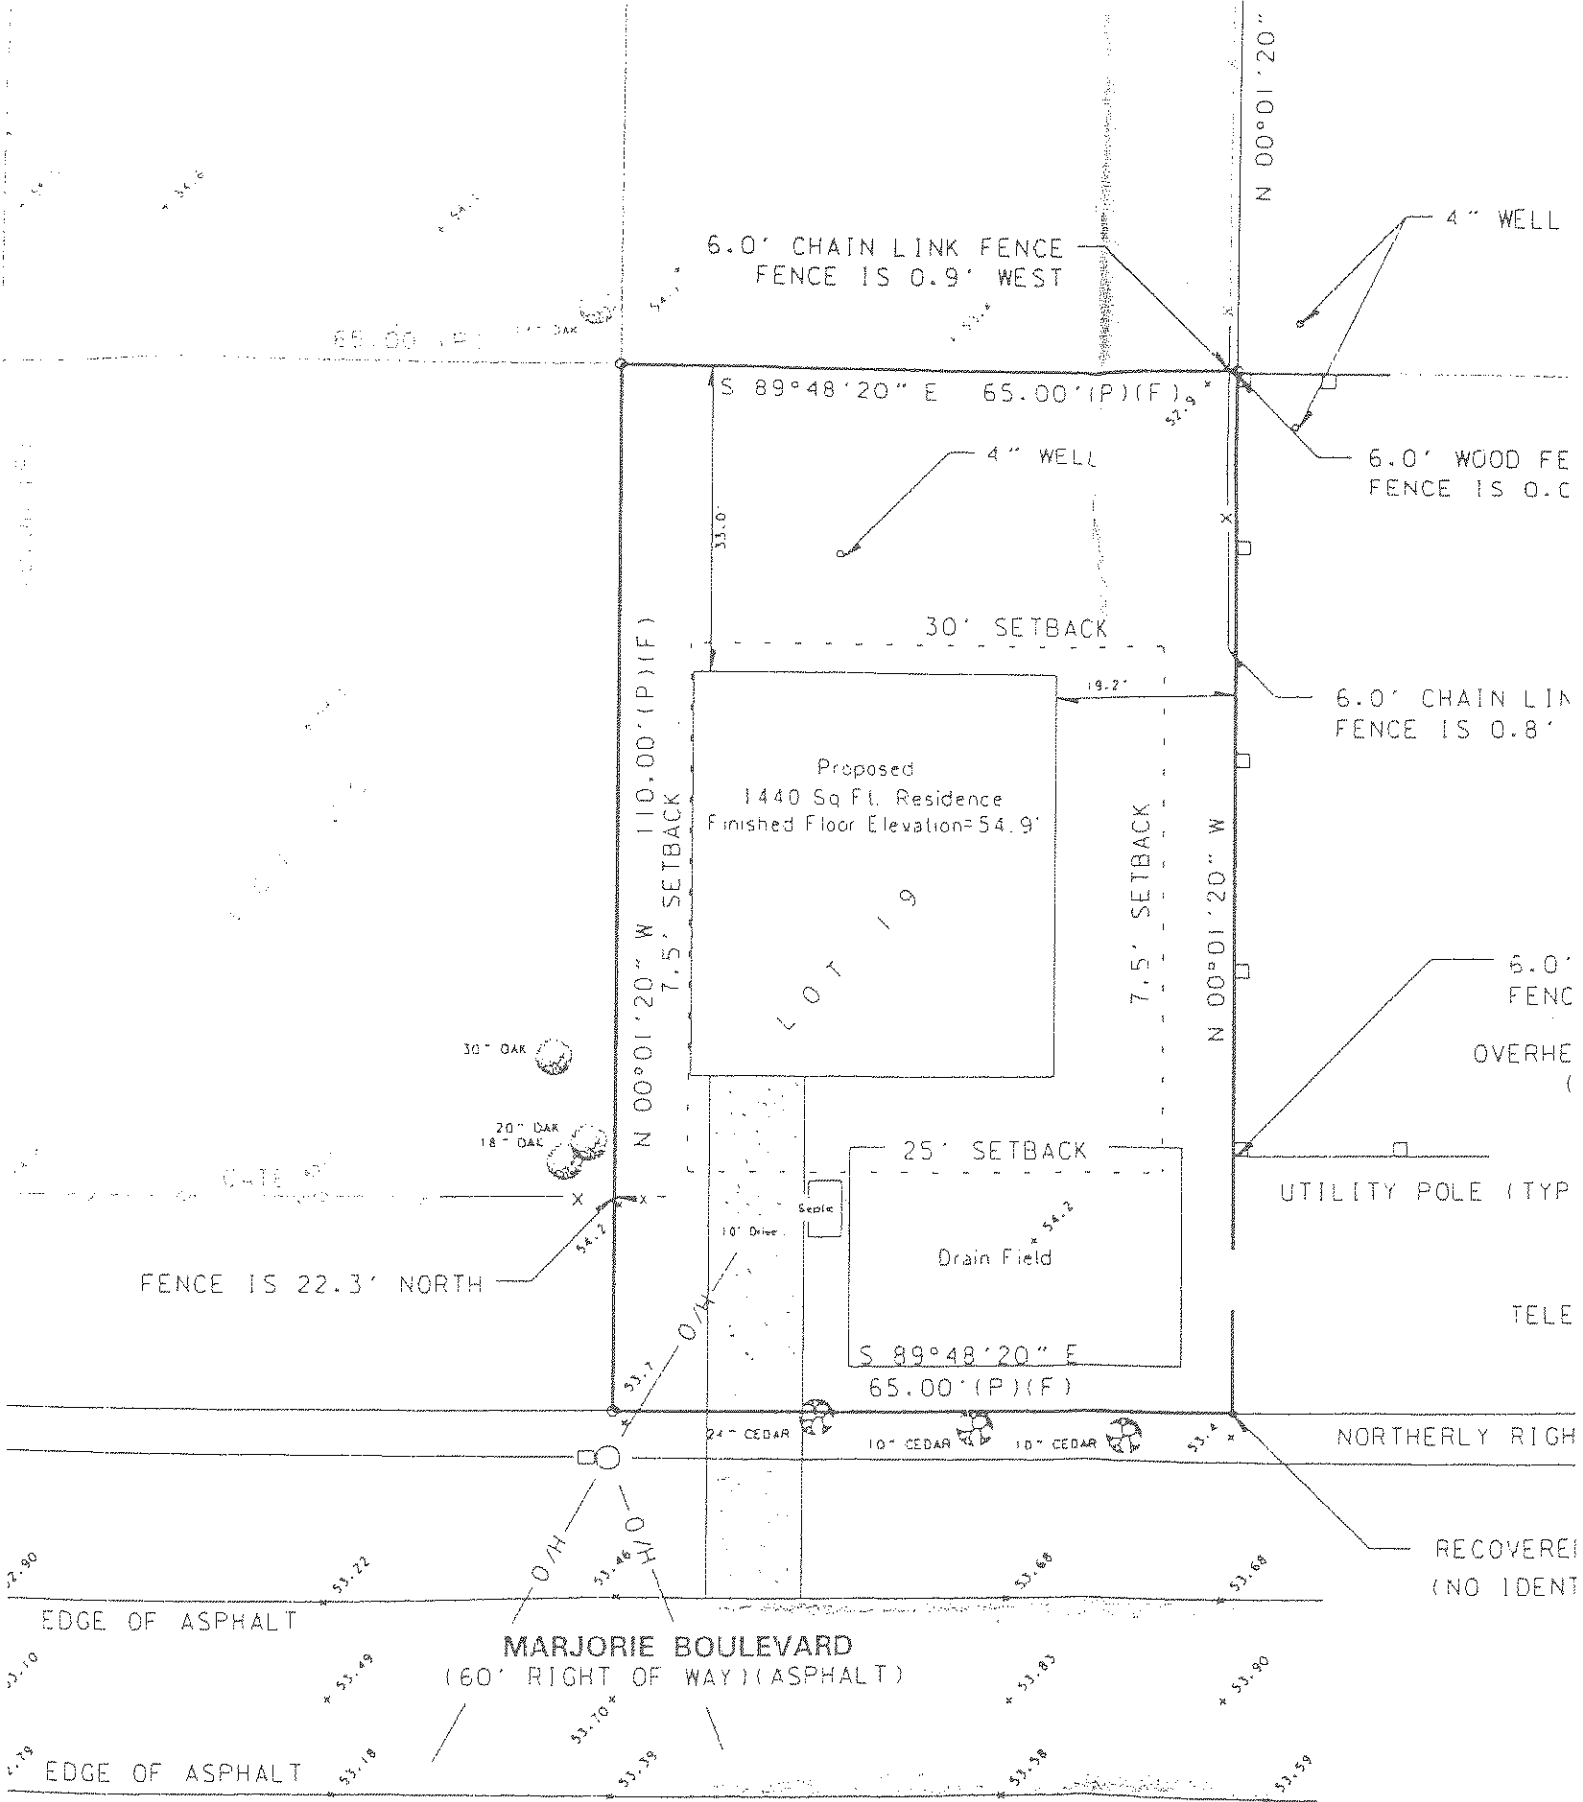 N 00°01'20"
4" WELL
6.0' CHAIN LINK FENCE
FENCE IS 0.9' WEST
OAK
65.00 (P)
S 89°48'20" E 65.00'(P)(F)
52.9
4" WELL
6.0' WOOD FE
FENCE IS 0.
33.0'
30' SETBACK
19.2'
6.0' CHAIN LIN
FENCE IS 0.8'
N 00°01'20" W 110.00'(P)(F)
7.5' SETBACK
Proposed
1440 Sq Ft. Residence
Finished Floor Elevation=54.9'
LOT 19
7.5' SETBACK
N 00°01'20" W
6.0'
FENC
OVERHE
(
30" OAK
20" OAK
18" OAK
25' SETBACK
GATE
UTILITY POLE (TYP
Septic
10' Drive
54.2
54.2
Drain Field
FENCE IS 22.3' NORTH
O/H
TELE
S 89°48'20" E
65.00'(P)(F)
53.7
24" CEDAR
10" CEDAR
10" CEDAR
53.4
NORTHERLY RIGH
O/H
O/H
RECOVERE
(NO IDENT
53.22
53.46
53.68
53.68
EDGE OF ASPHALT
MARJORIE BOULEVARD
(60' RIGHT OF WAY)(ASPHALT)
53.49
53.70
53.83
53.90
EDGE OF ASPHALT
53.18
53.39
53.58
53.59